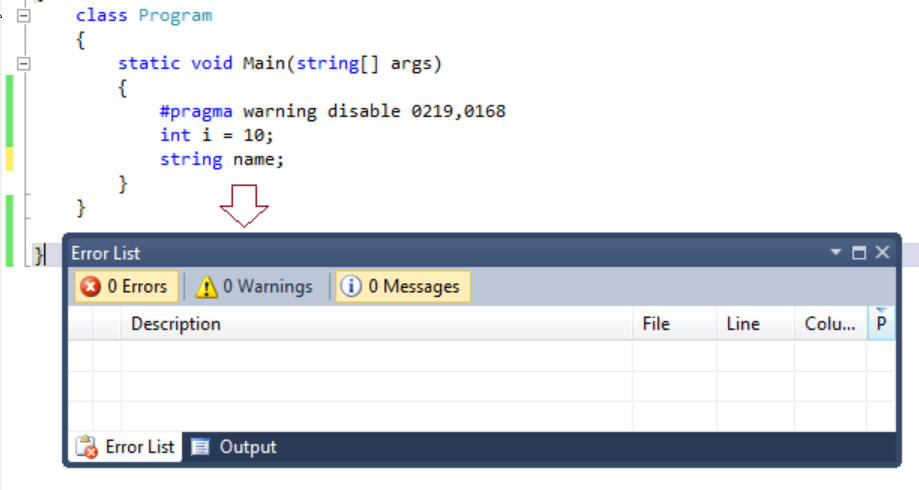 class Program
{
static void Main(string[] args)
{
#pragma warning disable 0219,0168
int i = 10;
string name;
}
}
}
Error List
0 Errors 0 Warnings 0 Messages
Description File Line Colu... P
Error List Output